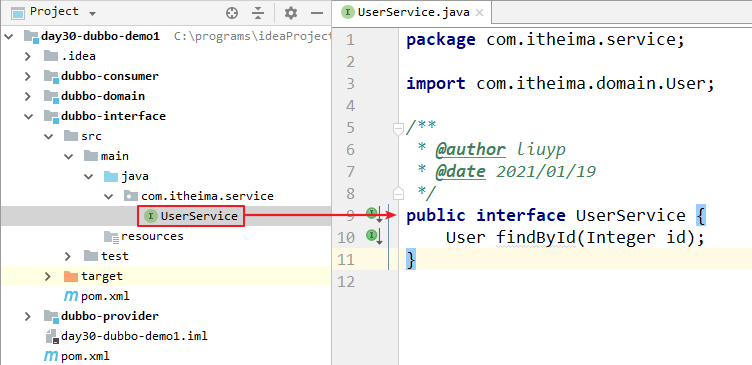 Project
day30-dubbo-demo1 C:\programs\ideaProject
.idea
dubbo-consumer
dubbo-domain
dubbo-interface
src
main
java
com.itheima.service
UserService
resources
test
target
pom.xml
dubbo-provider
day30-dubbo-demo1.iml
pom.xml
UserService.java
1 package com.itheima.service;
2
3 import com.itheima.domain.User;
4
5 /**
6 * @author liuyp
7 * @date 2021/01/19
8 */
9 public interface UserService {
10 User findById(Integer id);
11 }
12